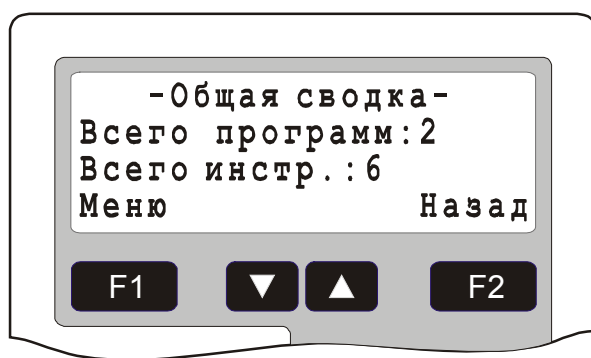 -Общая сводка-
Всего программ:2
Всего инстр.:6
Меню Назад
F1 ▼ ▲ F2